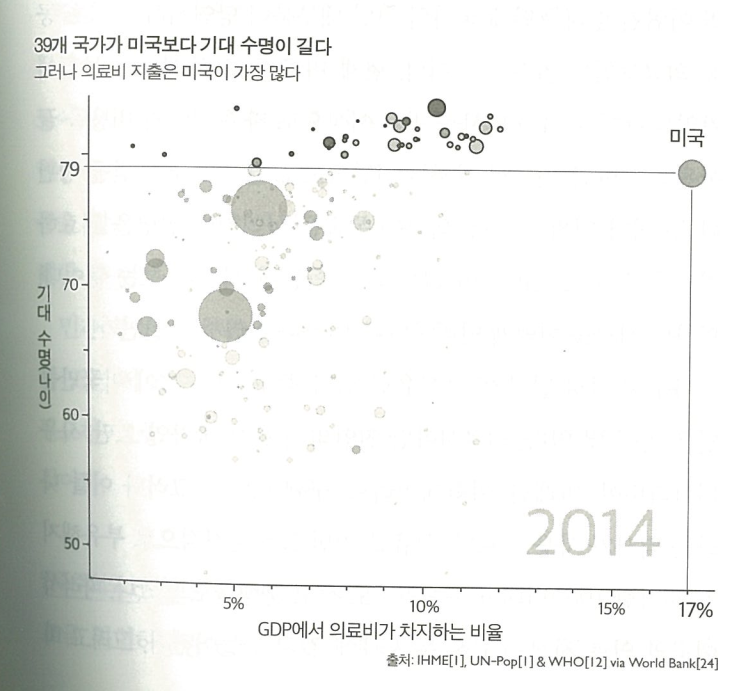 39개 국가가 미국보다 기대 수명이 길다
그러나 의료비 지출은 미국이 가장 많다
미국
79
70
60
50
기대 수명(나이)
2014
5%
10%
15%
17%
GDP에서 의료비가 차지하는 비율
출처: IHME[1], UN-Pop[1] & WHO[12] via World Bank[24]